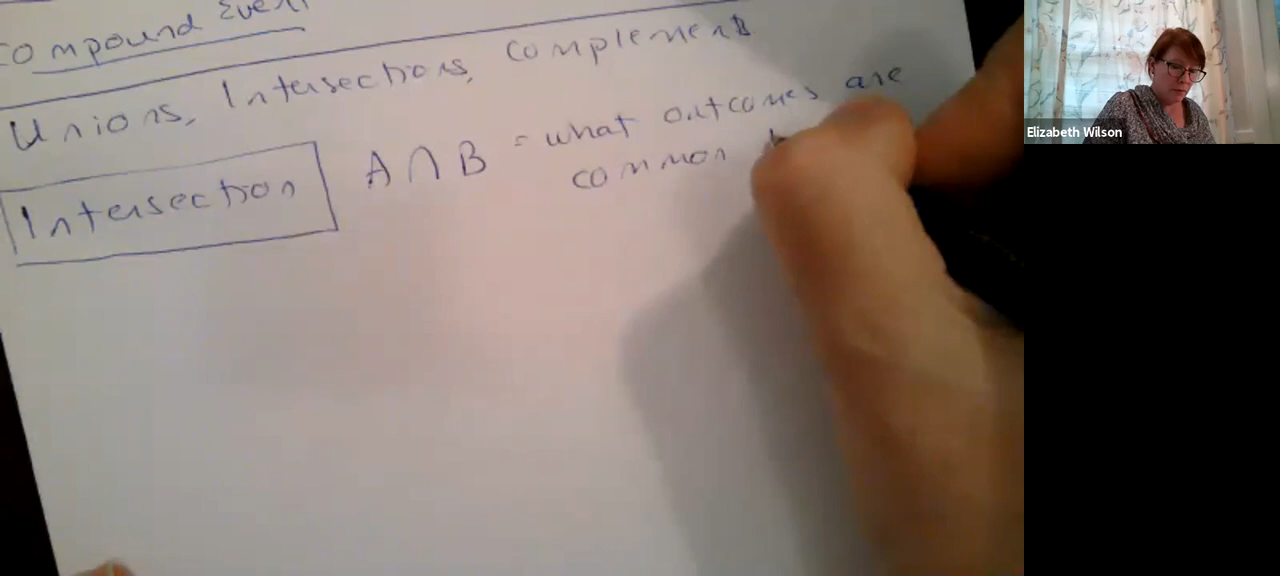 Compound Event
Unions, Intersections, Complements
Intersection A ∩ B = what outcomes are
common
Elizabeth Wilson